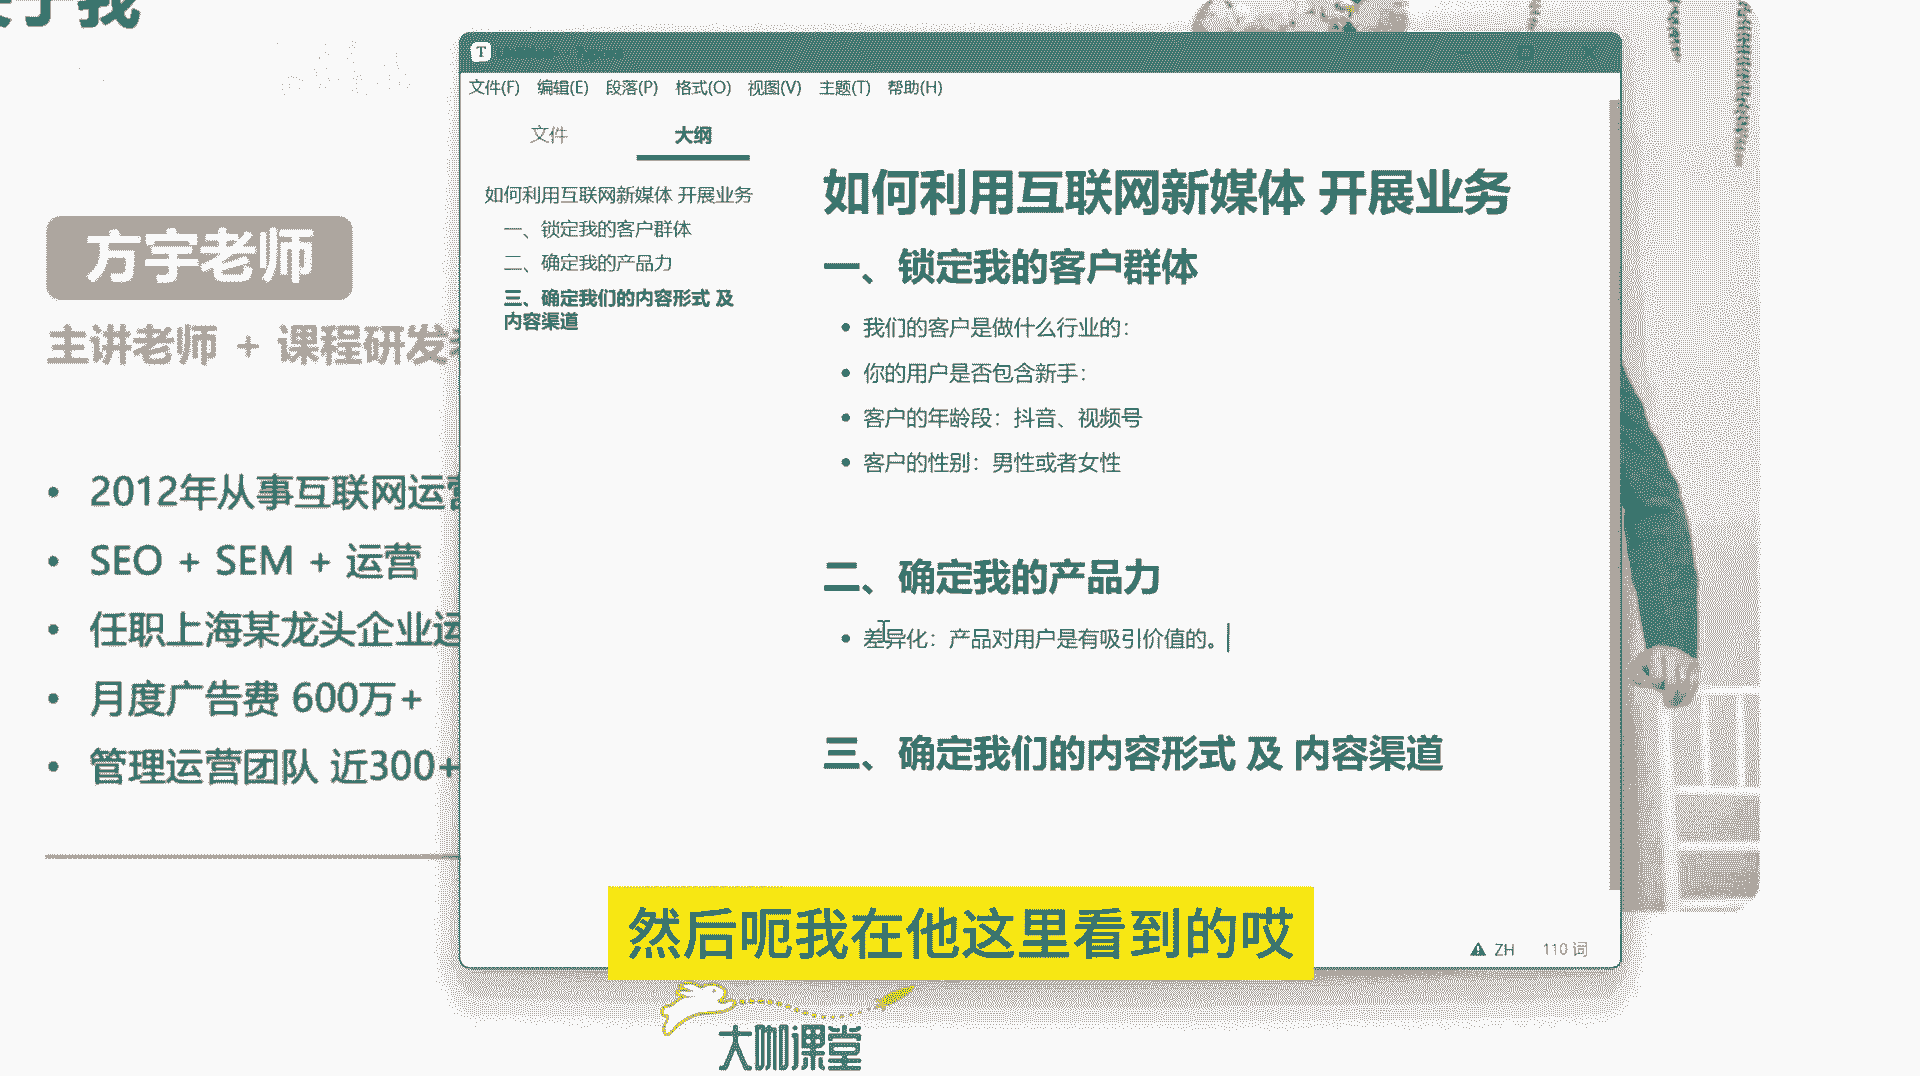 于我
方宇老师
主讲老师 + 课程研发
2012年从事互联网运营
SEO + SEM + 运营
任职上海某龙头企业运
月度广告费 600万+
管理运营团队 近300+
T
文件(F) 编辑(E) 段落(P) 格式(O) 视图(V) 主题(T) 帮助(H)
文件 大纲
如何利用互联网新媒体 开展业务
一、锁定我的客户群体
二、确定我的产品力
三、确定我们的内容形式 及
内容渠道
如何利用互联网新媒体 开展业务
一、锁定我的客户群体
我们的客户是做什么行业的：
你的用户是否包含新手：
客户的年龄段：抖音、视频号
客户的性别：男性或者女性
二、确定我的产品力
差异化：产品对用户是有吸引价值的。
三、确定我们的内容形式 及 内容渠道
ZH 110 词
然后呃我在他这里看到的哎
大咖课堂